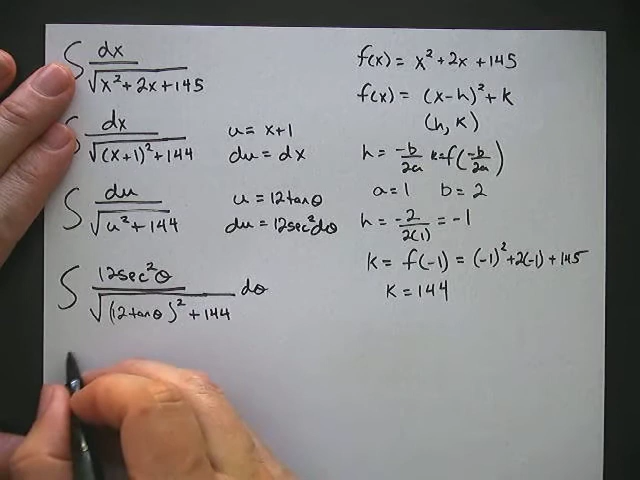 ∫ dx / √(x² + 2x + 145)
∫ dx / √((x+1)² + 144)
u = x+1
du = dx
∫ du / √(u² + 144)
u = 12tanθ
du = 12sec²dθ
∫ 12sec²θ / √((12tanθ)² + 144) dθ
f(x) = x² + 2x + 145
f(x) = (x-h)² + k
(h, k)
h = -b/2a k=f(-b/2a)
a = 1 b = 2
h = -2/2(1) = -1
k = f(-1) = (-1)² + 2(-1) + 145
k = 144